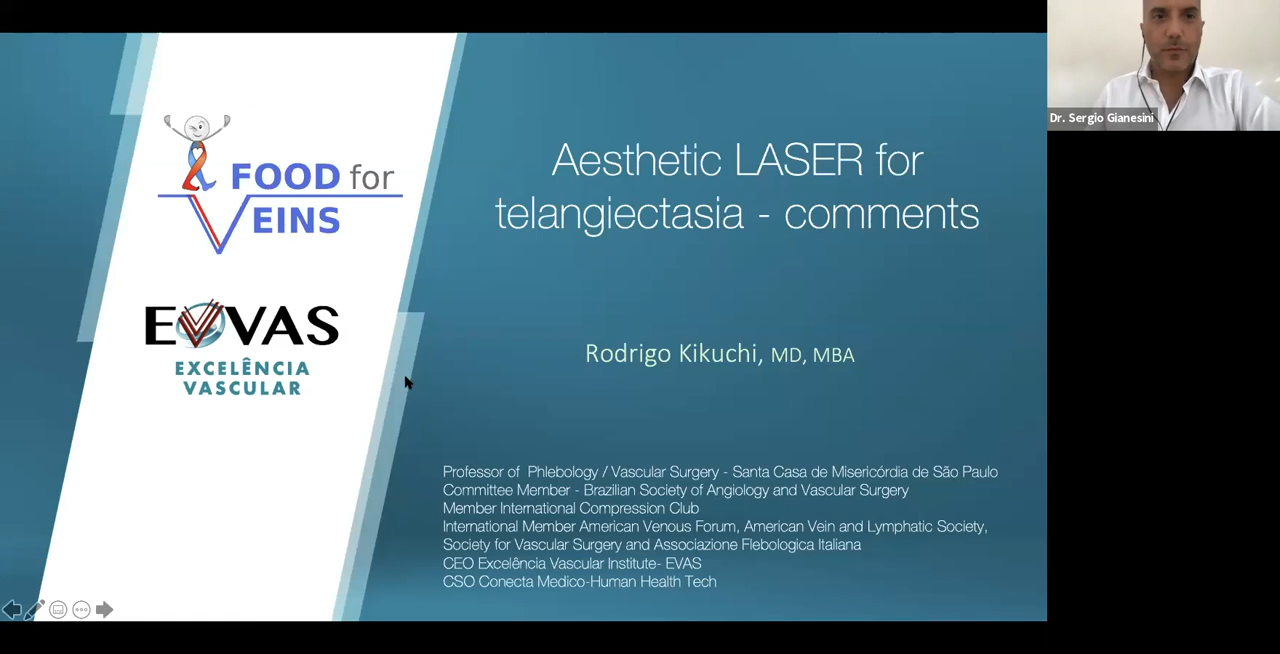 FOOD for
VEINS
EVVAS
EXCELÊNCIA
VASCULAR
Aesthetic LASER for
telangiectasia - comments
Rodrigo Kikuchi, MD, MBA
Professor of Phlebology / Vascular Surgery - Santa Casa de Misericórdia de São Paulo
Committee Member - Brazilian Society of Angiology and Vascular Surgery
Member International Compression Club
International Member American Venous Forum, American Vein and Lymphatic Society,
Society for Vascular Surgery and Associazione Flebologica Italiana
CEO Excelência Vascular Institute- EVAS
CSO Conecta Medico-Human Health Tech
Dr. Sergio Gianesini